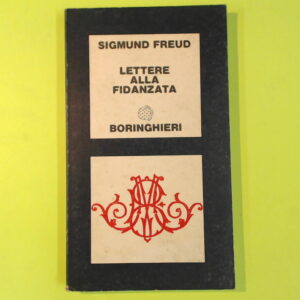 SIGMUND FREUD
LETTERE
ALLA
FIDANZATA
BORINGHIERI